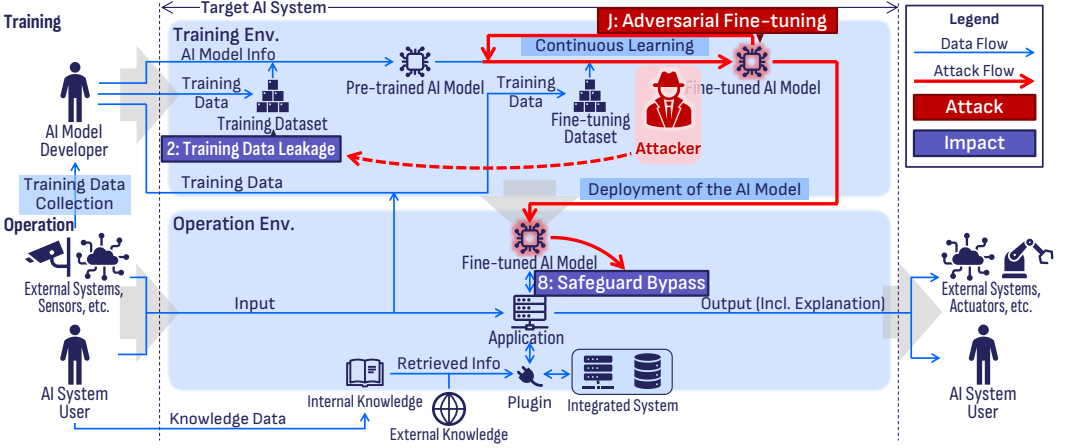 Target AI System
Training
Training Env.
J: Adversarial Fine-tuning
AI Model Info
Continuous Learning
Training
Data
Pre-trained AI Model
Training
Data
Fine-tuned AI Model
Training Dataset
Fine-tuning
Dataset
AI Model
Developer
2: Training Data Leakage
Attacker
Training Data
Collection
Training Data
Deployment of the AI Model
Operation
Operation Env.
Fine-tuned AI Model
8: Safeguard Bypass
External Systems,
Sensors, etc.
Input
Output (Incl. Explanation)
External Systems,
Actuators, etc.
Application
Retrieved Info
AI System
User
Internal Knowledge
Plugin
Integrated System
AI System
User
Knowledge Data
External Knowledge
Legend
Data Flow
Attack Flow
Attack
Impact